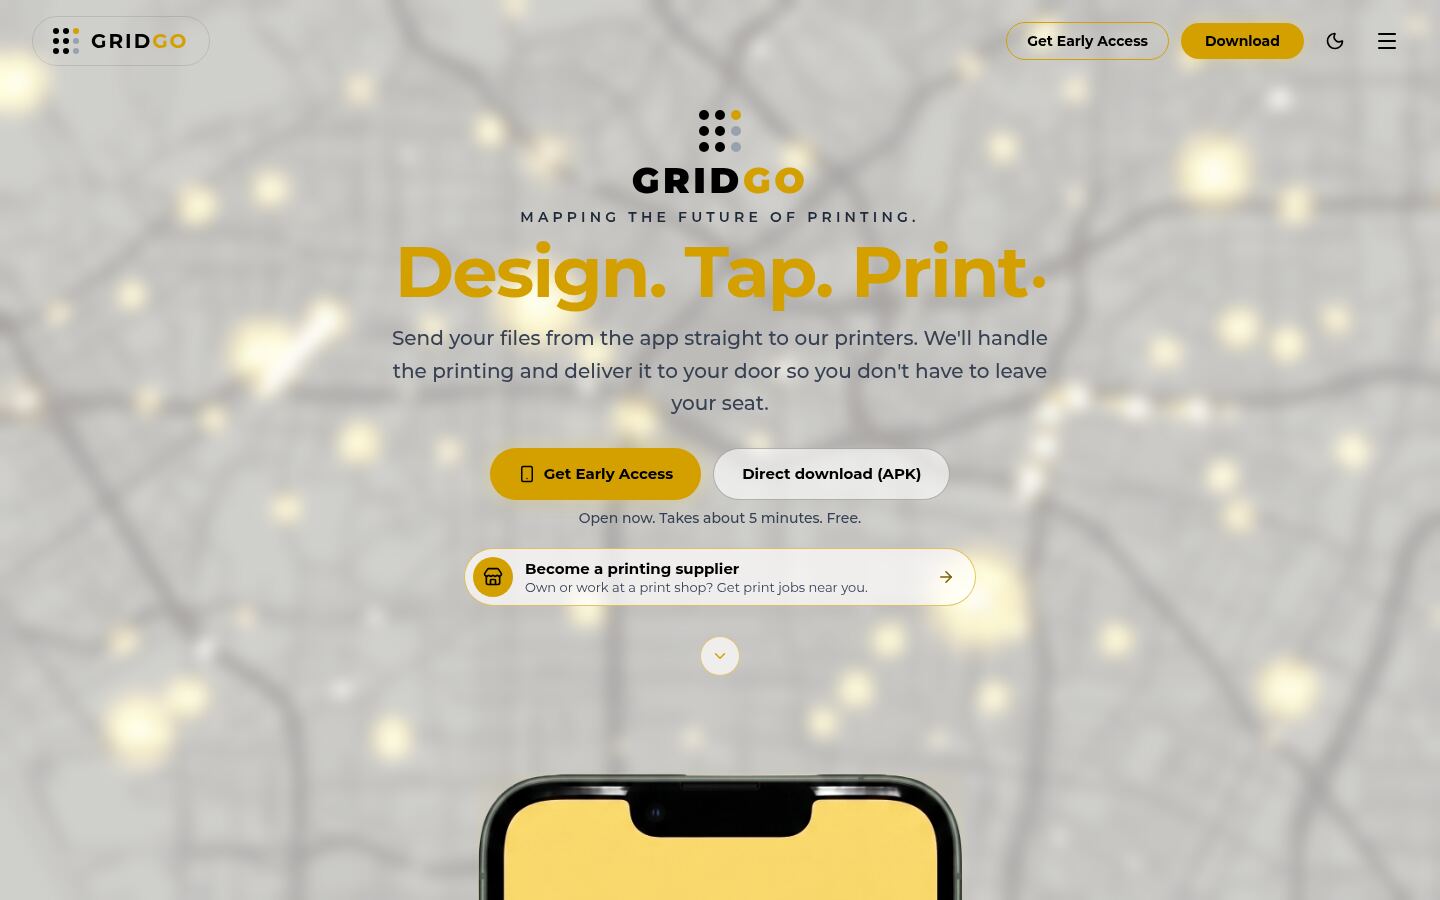 GRIDGO
Get Early Access
Download
GRIDGO
MAPPING THE FUTURE OF PRINTING.
Design. Tap. Print.
Send your files from the app straight to our printers. We'll handle
the printing and deliver it to your door so you don't have to leave
your seat.
Get Early Access
Direct download (APK)
Open now. Takes about 5 minutes. Free.
Become a printing supplier
Own or work at a print shop? Get print jobs near you.